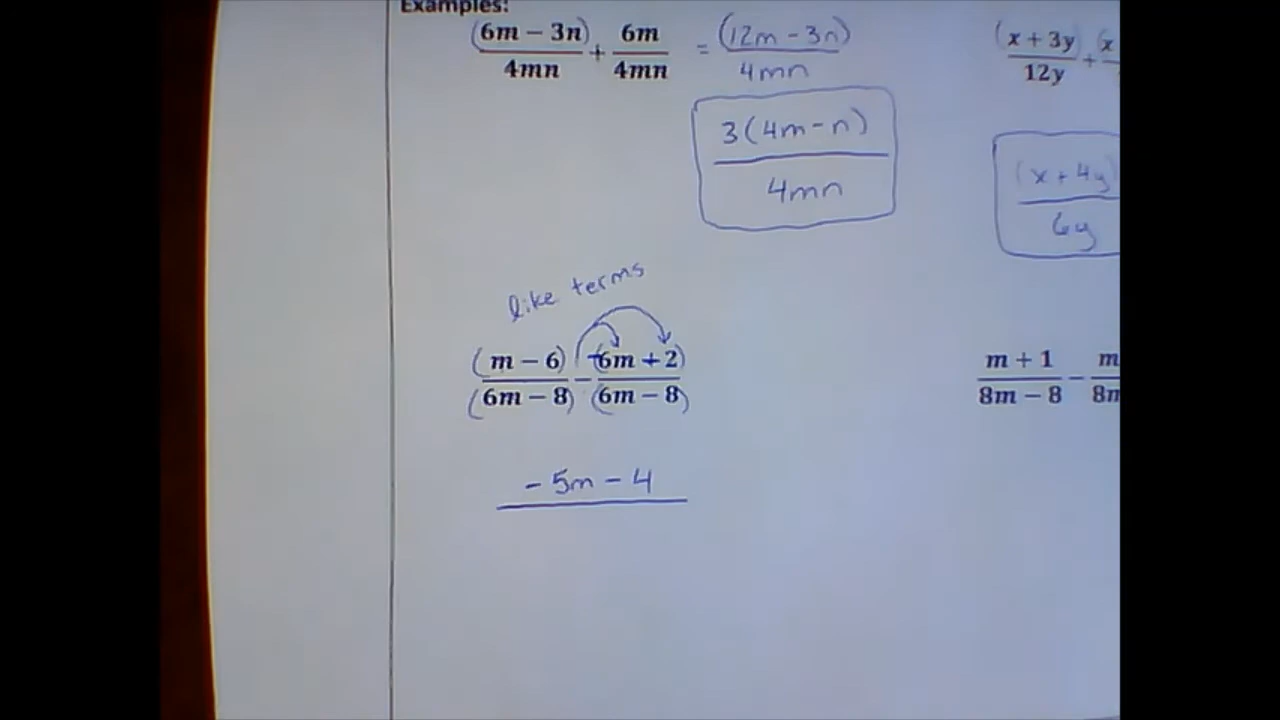 Examples:
(6m − 3n)/4mn + 6m/4mn = (12m − 3n)/4mn
3(4m − n)/4mn
(x + 3y)/12y + (x
(x + 4y)/6y
like terms
(m − 6)/(6m − 8) − (6m + 2)/(6m − 8)
− 5m − 4
m + 1/8m − 8 − m/8m